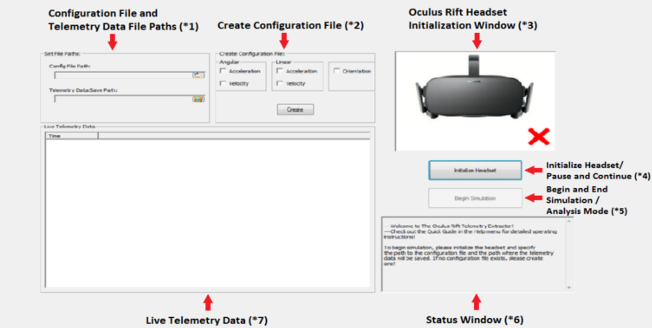 Configuration File and
Telemetry Data File Paths (*1)
Create Configuration File (*2)
Oculus Rift Headset
Initialization Window (*3)
Set File Paths:
Config File Path:
Telemetry Data Save Path:
Create Configuration File:
Angular
Acceleration
Velocity
Linear
Acceleration
Velocity
Orientation
Create
Live Telemetry Data
Time
Initialize Headset
Initialize Headset/
Pause and Continue (*4)
Begin Simulation
Begin and End
Simulation /
Analysis Mode (*5)
---Welcome to The Oculus Rift Telemetry Extractor!
---Check out the Quick Guide in the Help menu for detailed operating
instructions!
To begin simulation, please initialize the headset and specify
the path to the configuration file and the path where the telemetry
data will be saved. If no configuration file exists, please create
one!
Live Telemetry Data (*7)
Status Window (*6)